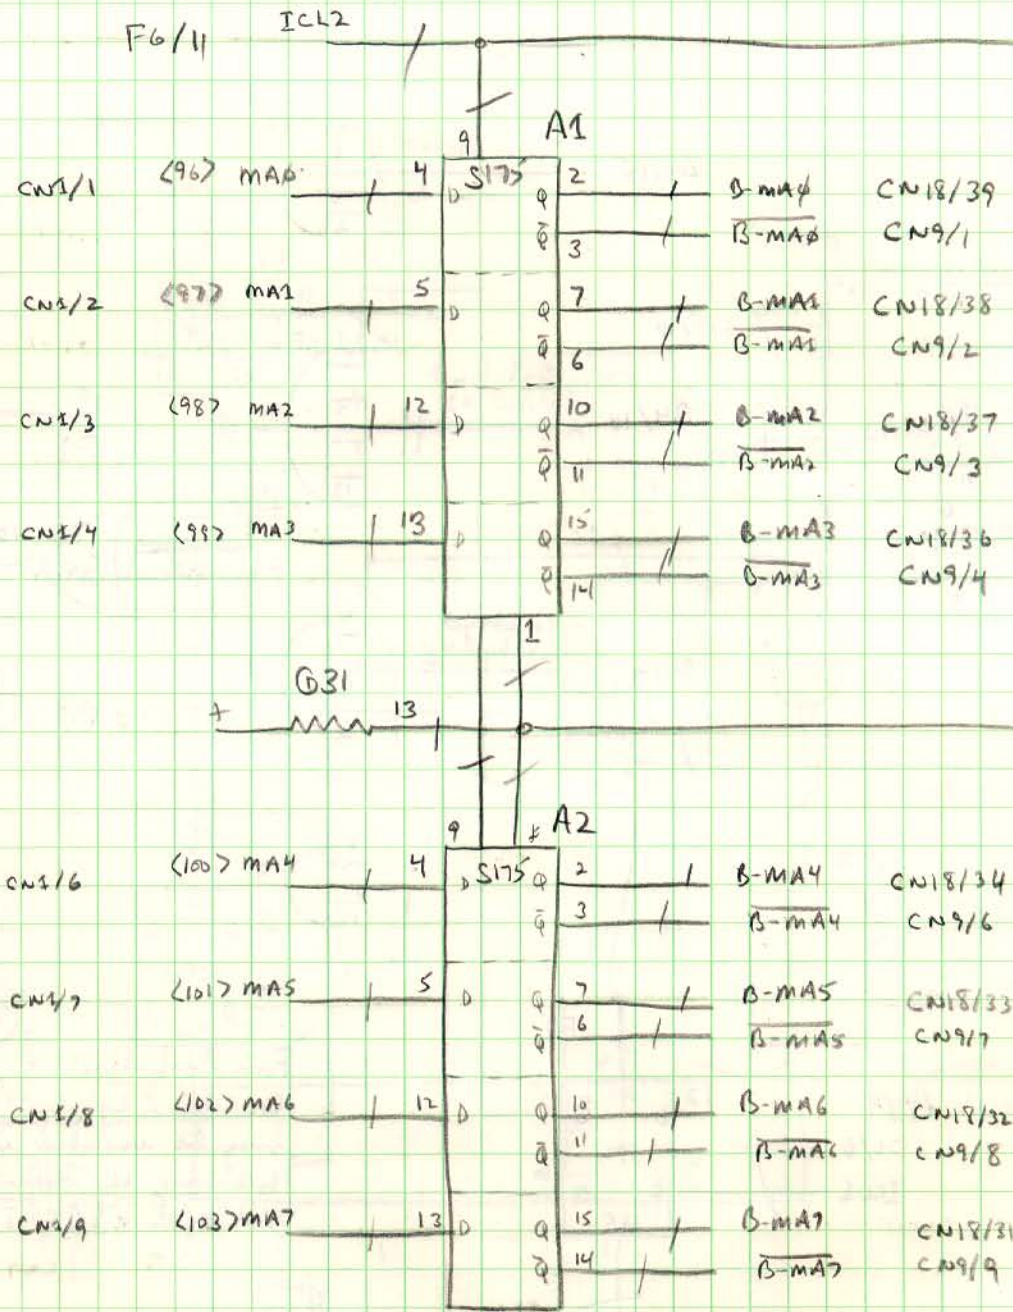 F6/11 ICL2
9 A1
CN1/1 <96> MAØ 4 S175 2 B-MAØ CN18/39
D Q
Q̅ 3 B-MAØ CN9/1
CN1/2 <97> MA1 5 D Q 7 B-MA1 CN18/38
Q̅ 6 B-MA1 CN9/2
CN1/3 <98> MA2 12 D Q 10 B-MA2 CN18/37
Q̅ 11 B-MA2 CN9/3
CN1/4 <99> MA3 13 D Q 15 B-MA3 CN18/36
Q̅ 14 B-MA3 CN9/4
1
G31
+ 13
9 A2
CN1/6 <100> MA4 4 D S175 Q 2 B-MA4 CN18/34
Q̅ 3 B-MA4 CN9/6
CN1/7 <101> MA5 5 D Q 7 B-MA5 CN18/33
Q̅ 6 B-MA5 CN9/7
CN1/8 <102> MA6 12 D Q 10 B-MA6 CN18/32
Q̅ 11 B-MA6 CN9/8
CN1/9 <103> MA7 13 D Q 15 B-MA7 CN18/31
Q̅ 14 B-MA7 CN9/9